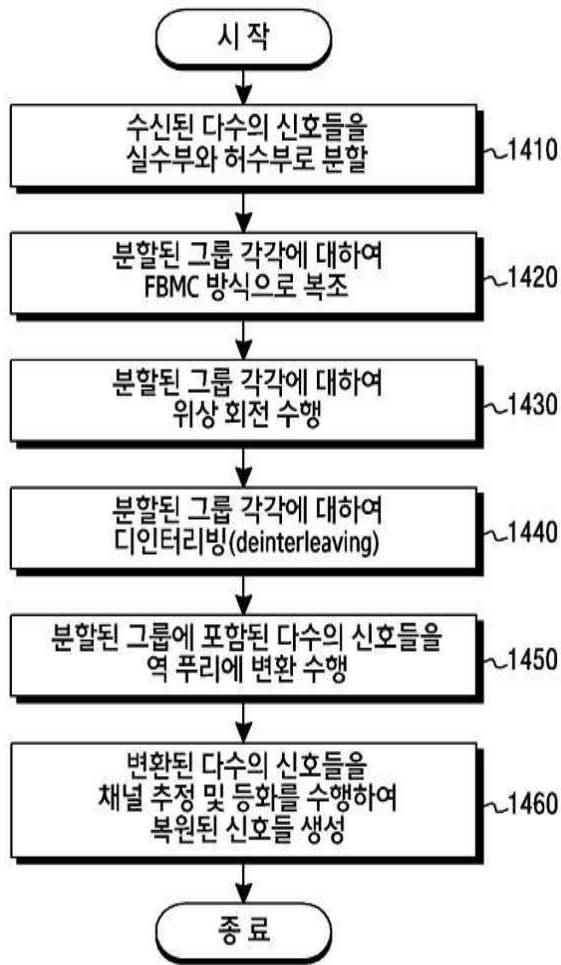 시 작
수신된 다수의 신호들을
실수부와 허수부로 분할
1410
분할된 그룹 각각에 대하여
FBMC 방식으로 복조
1420
분할된 그룹 각각에 대하여
위상 회전 수행
1430
분할된 그룹 각각에 대하여
디인터리빙(deinterleaving)
1440
분할된 그룹에 포함된 다수의 신호들을
역 푸리에 변환 수행
1450
변환된 다수의 신호들을
채널 추정 및 등화를 수행하여
복원된 신호들 생성
1460
종 료